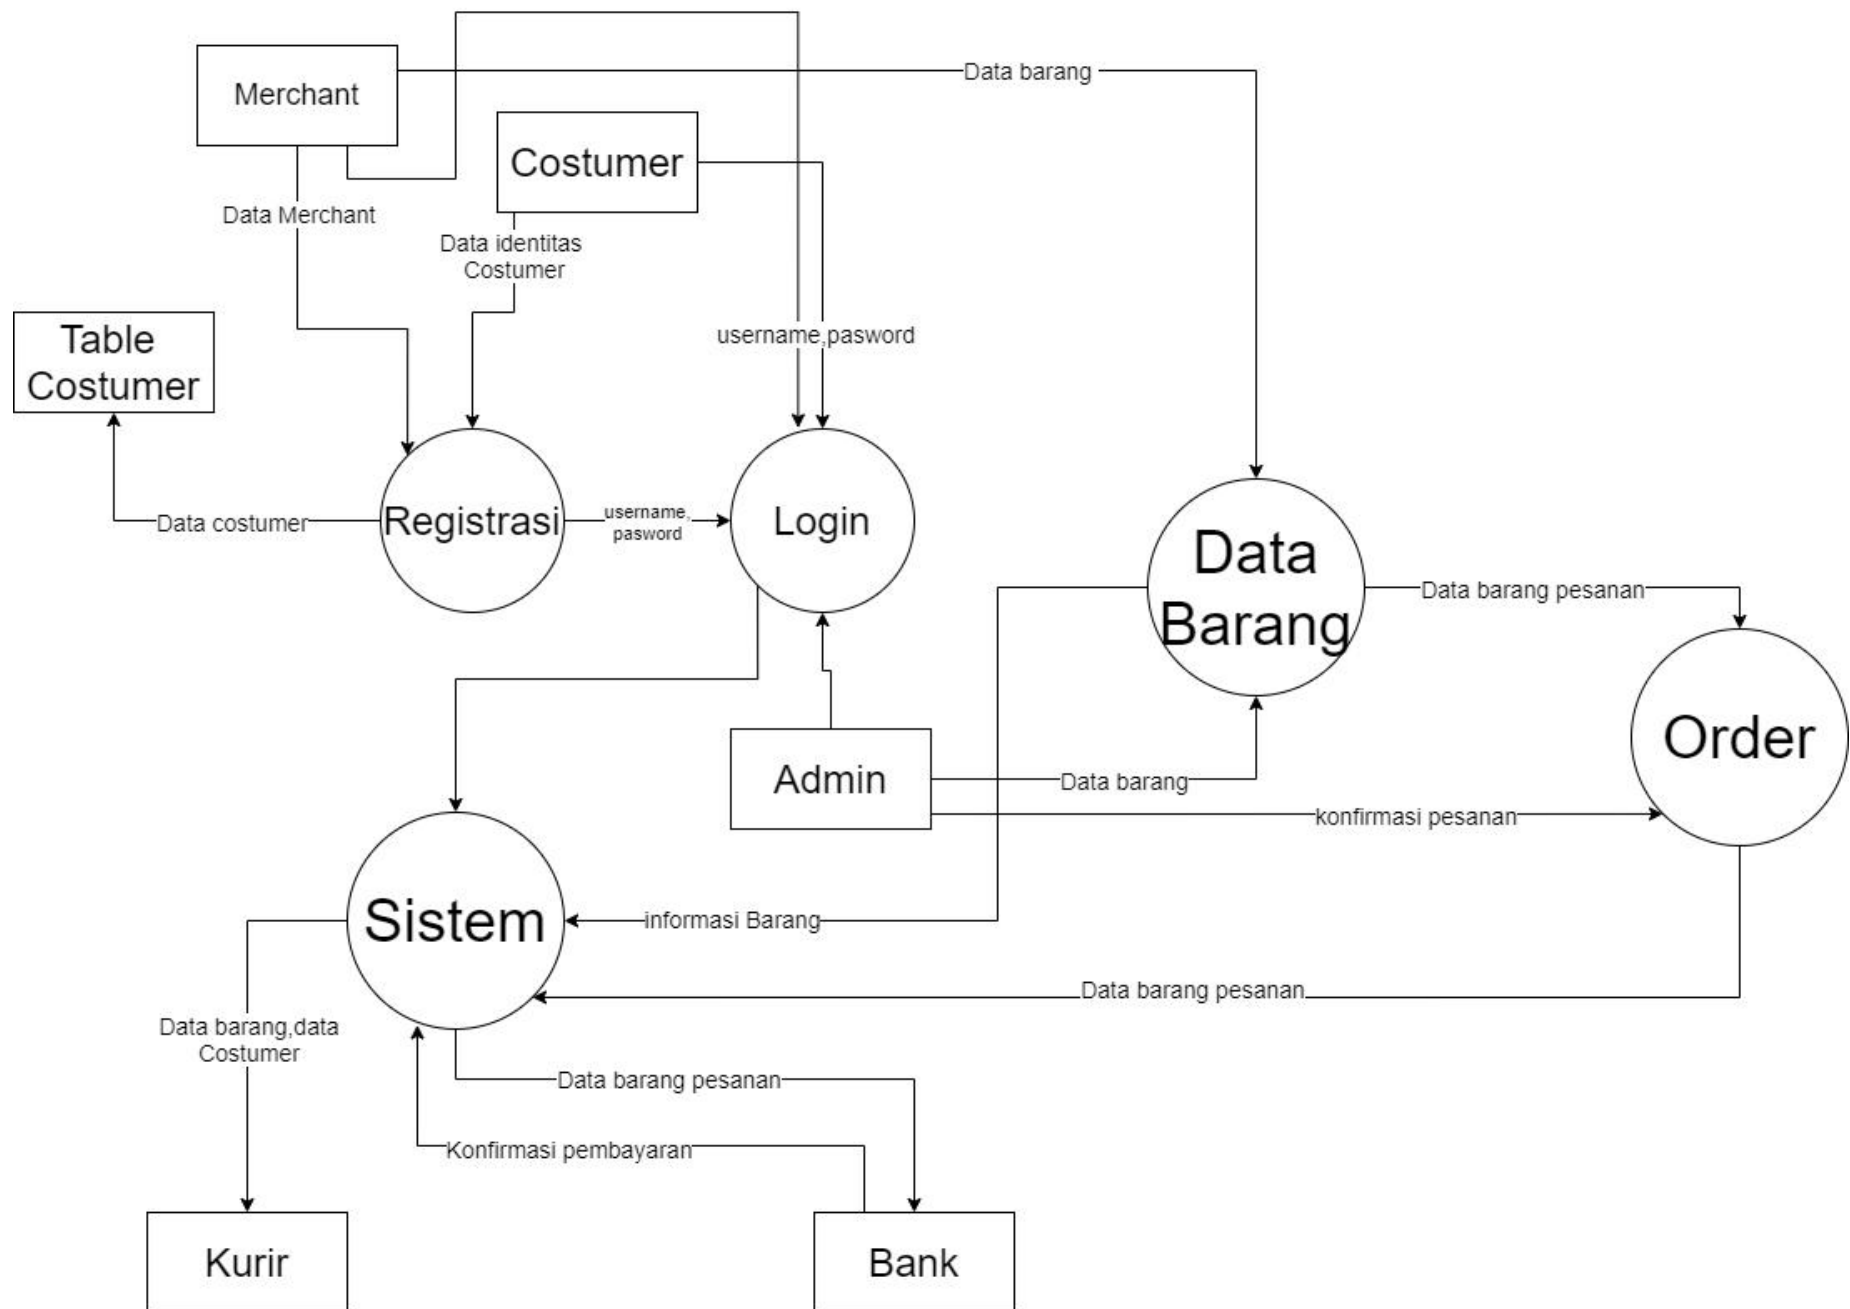 Data barang
Merchant
Costumer
Data Merchant
Data identitas
Costumer
Table
Costumer
username,pasword
Data costumer
Registrasi
username,
pasword
Login
Data
Barang
Data barang pesanan
Order
Admin
Data barang
konfirmasi pesanan
Sistem
informasi Barang
Data barang pesanan
Data barang,data
Costumer
Data barang pesanan
Konfirmasi pembayaran
Kurir
Bank